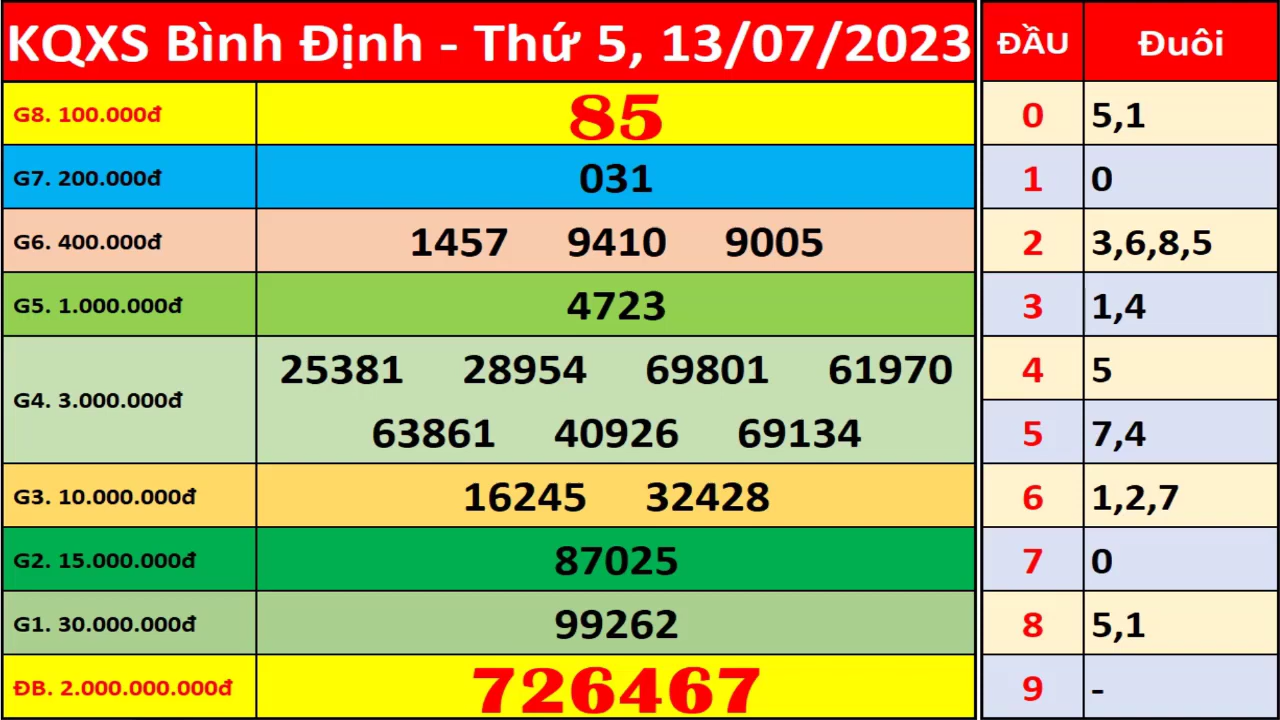 KQXS Bình Định - Thứ 5, 13/07/2023
G8. 100.000đ 85
G7. 200.000đ 031
G6. 400.000đ 1457 9410 9005
G5. 1.000.000đ 4723
G4. 3.000.000đ 25381 28954 69801 61970
63861 40926 69134
G3. 10.000.000đ 16245 32428
G2. 15.000.000đ 87025
G1. 30.000.000đ 99262
ĐB. 2.000.000.000đ 726467
ĐẦU Đuôi
0 5,1
1 0
2 3,6,8,5
3 1,4
4 5
5 7,4
6 1,2,7
7 0
8 5,1
9 -